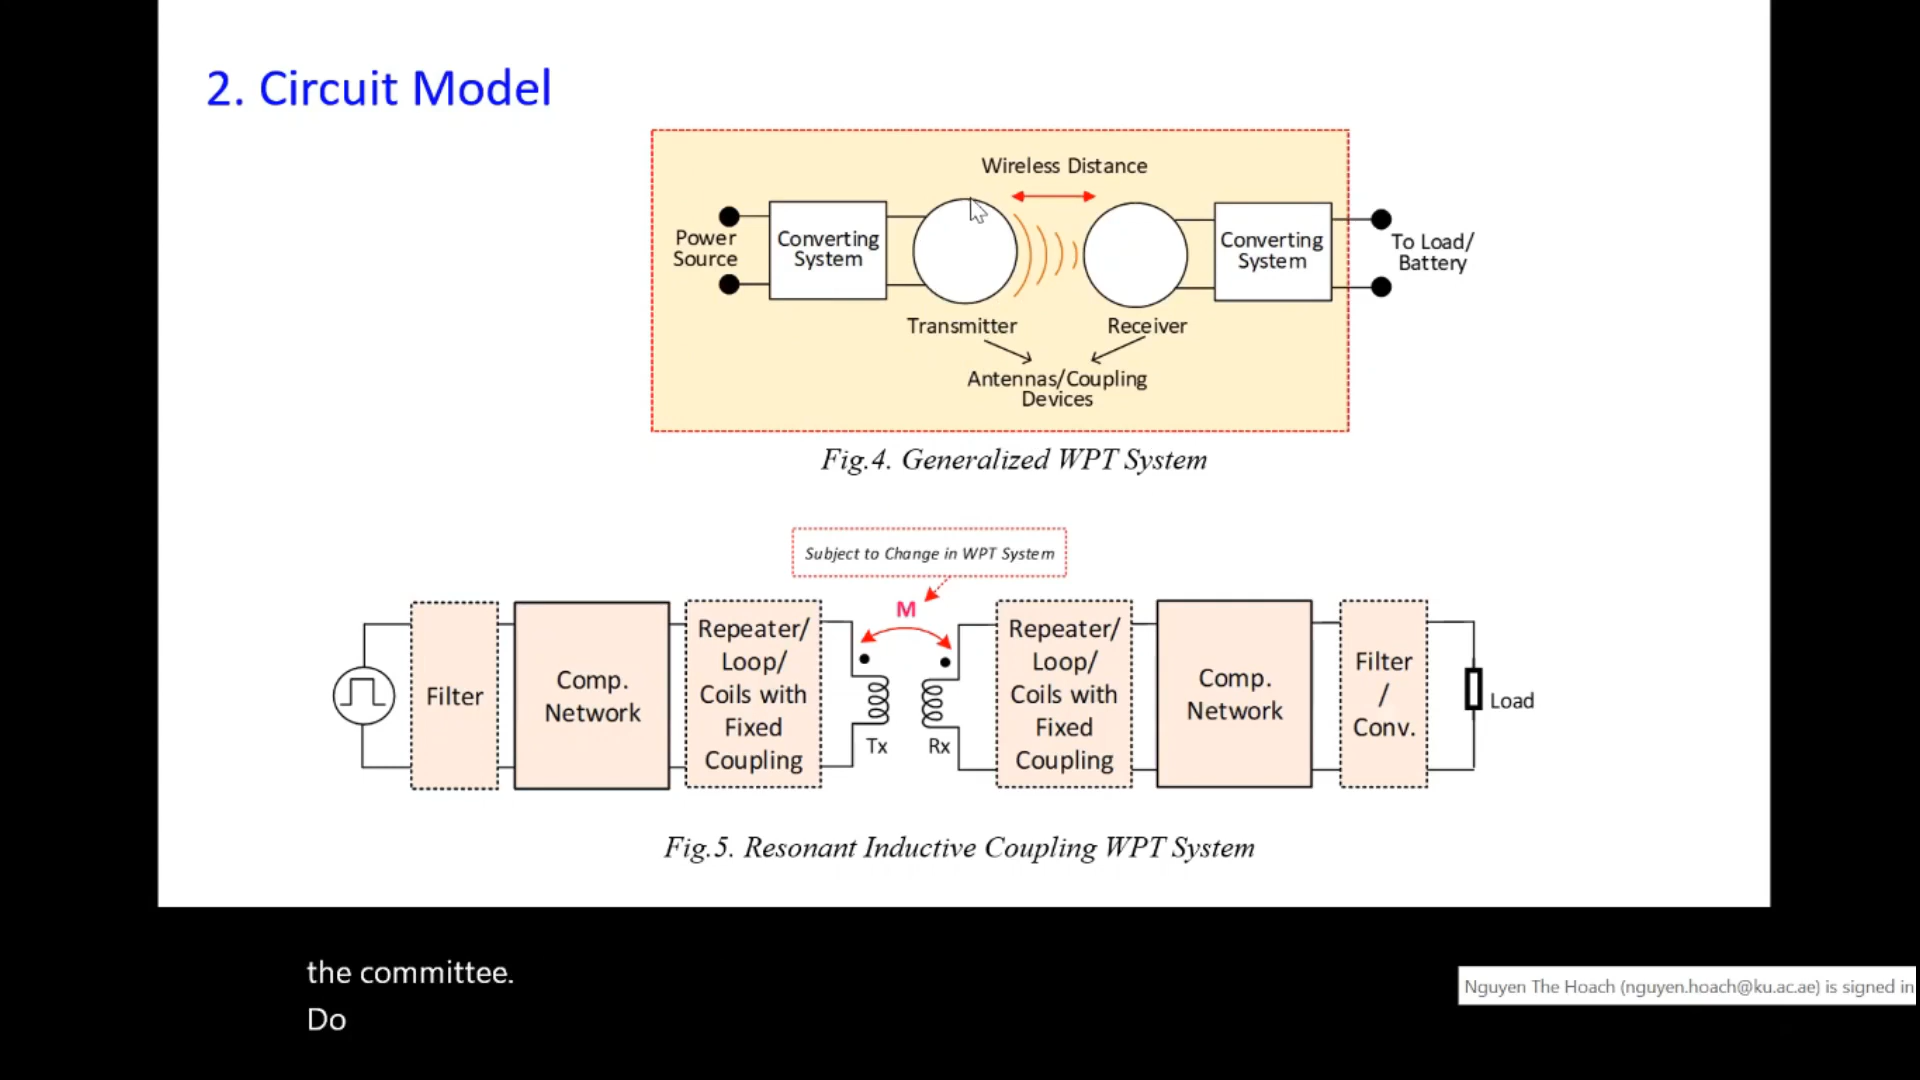 2. Circuit Model
Wireless Distance
Power
Source
Converting
System
Converting
System
To Load/
Battery
Transmitter
Receiver
Antennas/Coupling
Devices
Fig.4. Generalized WPT System
Subject to Change in WPT System
M
Filter
Comp.
Network
Repeater/
Loop/
Coils with
Fixed
Coupling
Tx
Rx
Repeater/
Loop/
Coils with
Fixed
Coupling
Comp.
Network
Filter
/
Conv.
Load
Fig.5. Resonant Inductive Coupling WPT System
the committee.
Do
Nguyen The Hoach (nguyen.hoach@ku.ac.ae) is signed in